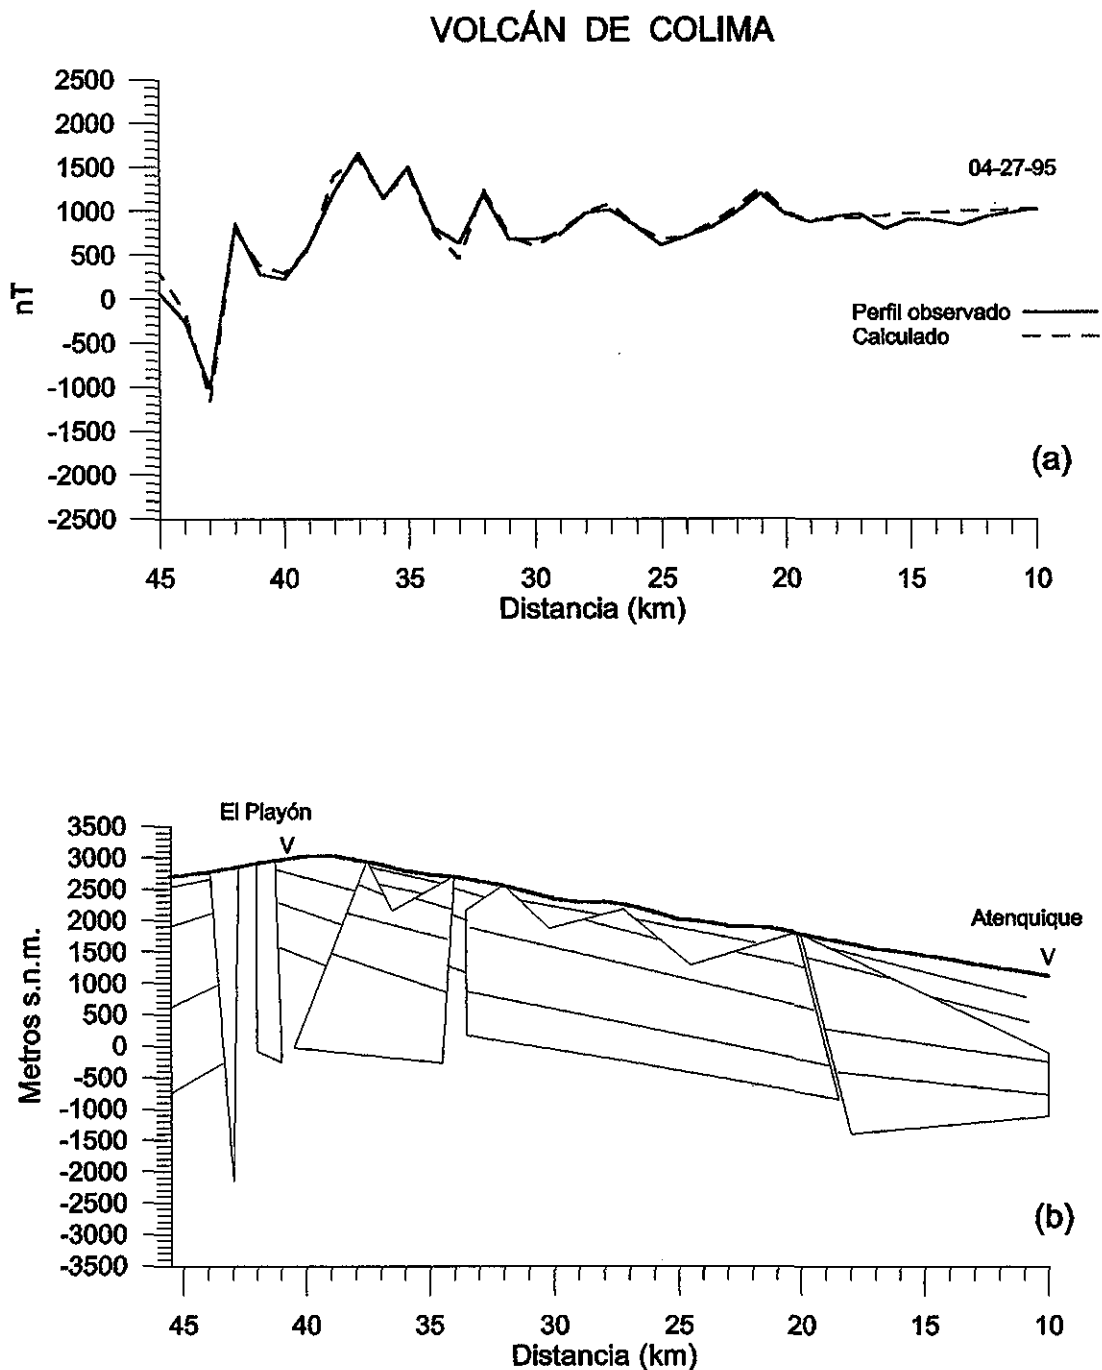 VOLCÁN DE COLIMA
2500
2000
1500
1000
500
0
-500
-1000
-1500
-2000
-2500
nT
04-27-95
Perfil observado
Calculado
(a)
45 40 35 30 25 20 15 10
Distancia (km)
El Playón
V
3500
3000
2500
2000
1500
1000
500
0
-500
-1000
-1500
-2000
-2500
-3000
-3500
Metros s.n.m.
Atenquique
V
(b)
45 40 35 30 25 20 15 10
Distancia (km)